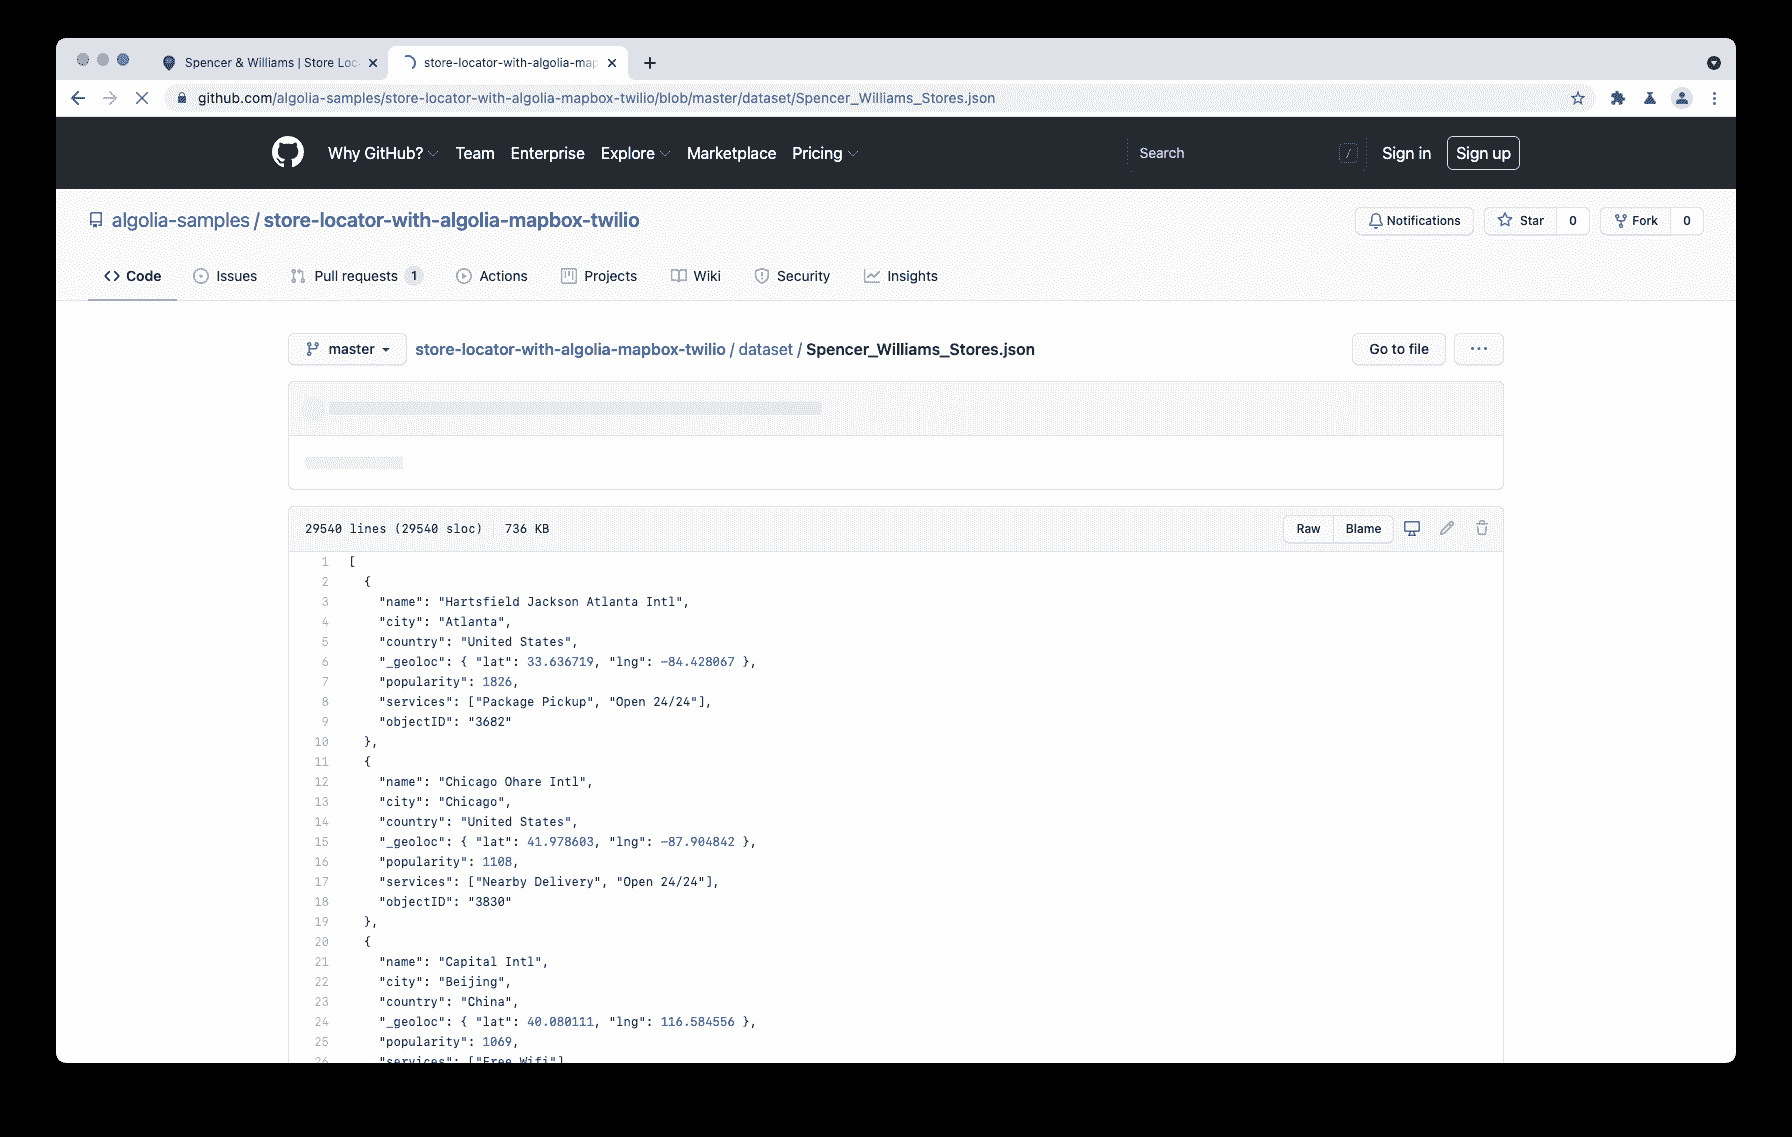 Spencer & Williams | Store Loc
store-locator-with-algolia-map
github.com/algolia-samples/store-locator-with-algolia-mapbox-twilio/blob/master/dataset/Spencer_Williams_Stores.json
Why GitHub? Team Enterprise Explore Marketplace Pricing Search / Sign in Sign up
algolia-samples / store-locator-with-algolia-mapbox-twilio Notifications Star 0 Fork 0
Code Issues Pull requests 1 Actions Projects Wiki Security Insights
master store-locator-with-algolia-mapbox-twilio / dataset / Spencer_Williams_Stores.json Go to file ...
29540 lines (29540 sloc) 736 KB Raw Blame
1 [
2 {
3 "name": "Hartsfield Jackson Atlanta Intl",
4 "city": "Atlanta",
5 "country": "United States",
6 "_geoloc": { "lat": 33.636719, "lng": -84.428067 },
7 "popularity": 1826,
8 "services": ["Package Pickup", "Open 24/24"],
9 "objectID": "3682"
10 },
11 {
12 "name": "Chicago Ohare Intl",
13 "city": "Chicago",
14 "country": "United States",
15 "_geoloc": { "lat": 41.978603, "lng": -87.904842 },
16 "popularity": 1108,
17 "services": ["Nearby Delivery", "Open 24/24"],
18 "objectID": "3830"
19 },
20 {
21 "name": "Capital Intl",
22 "city": "Beijing",
23 "country": "China",
24 "_geoloc": { "lat": 40.080111, "lng": 116.584556 },
25 "popularity": 1069,
26 "services": ["Free Wifi"]